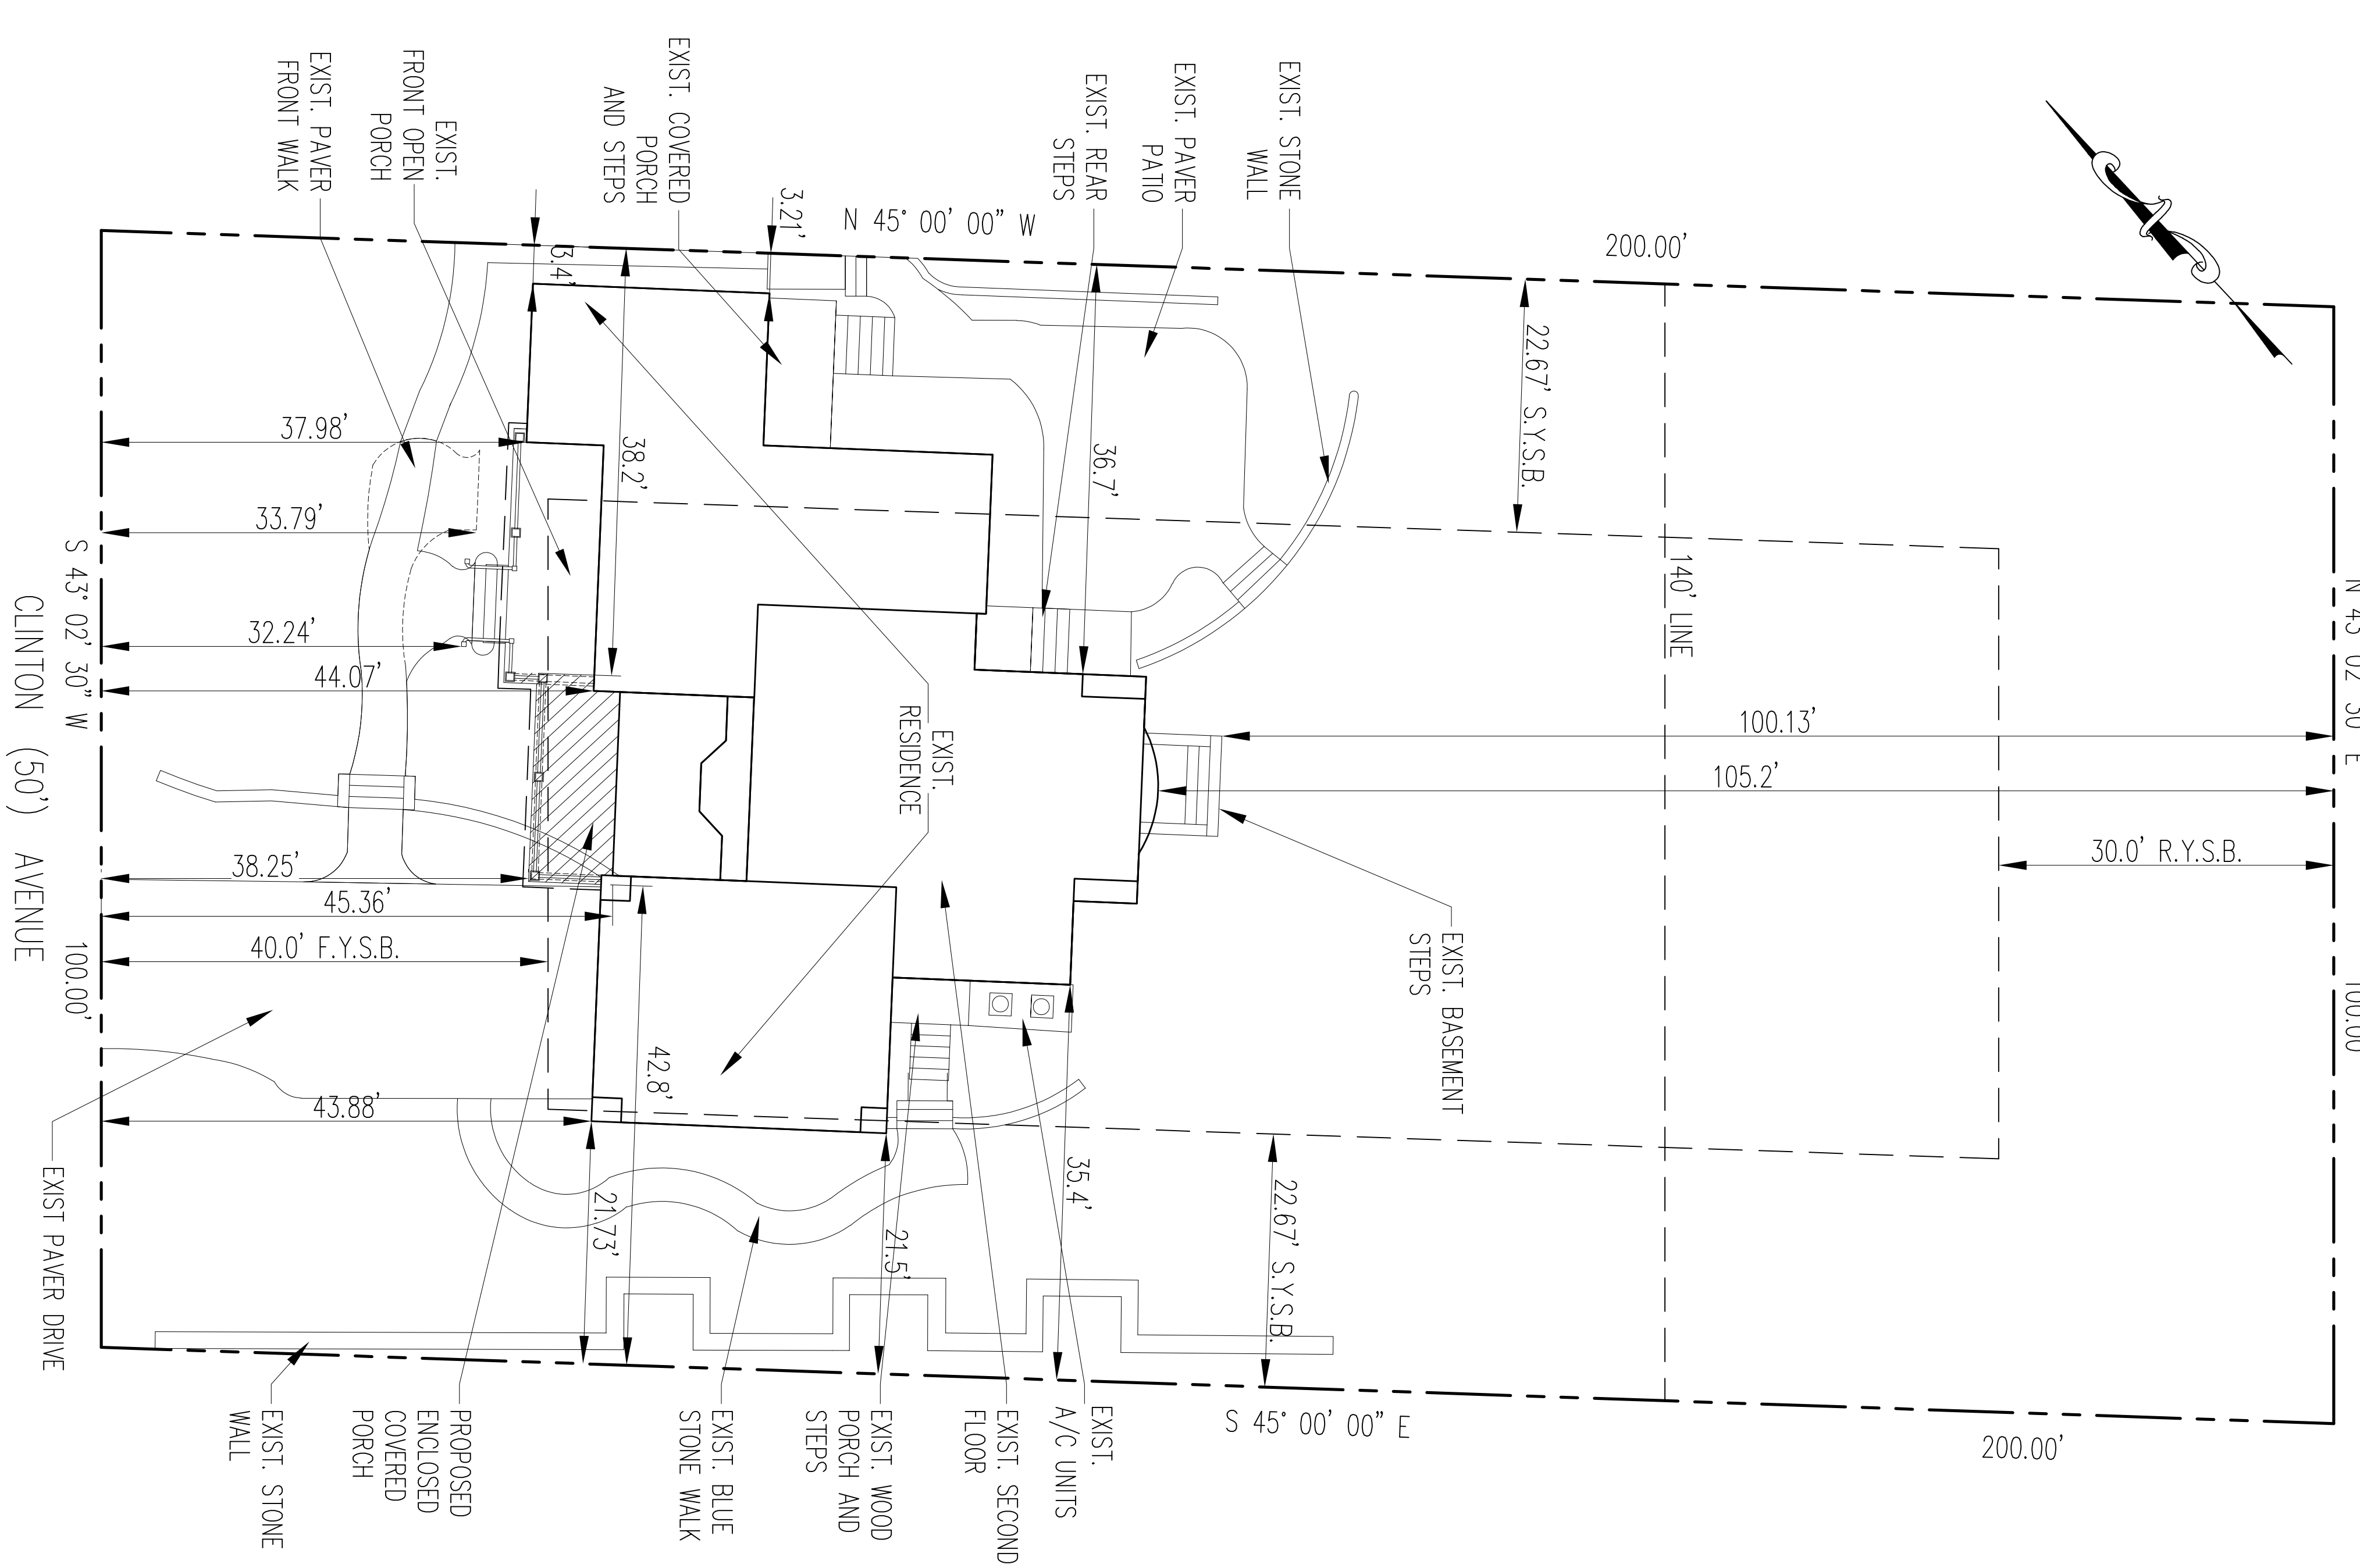 EXIST. STONE
WALL
EXIST. PAVER
PATIO
EXIST. REAR
STEPS
EXIST. COVERED
PORCH
AND STEPS
EXIST.
FRONT OPEN
PORCH
EXIST. PAVER
FRONT WALK
3.21'
N 45° 00' 00" W
200.00'
3.4'
38.2'
36.7'
22.67' S.Y.S.B.
140' LINE
37.98'
33.79'
32.24'
44.07'
38.25'
45.36'
40.0' F.Y.S.B.
43.88'
S 43° 02' 30" W
100.00'
CLINTON (50') AVENUE
EXIST.
RESIDENCE
100.13'
105.2'
30.0' R.Y.S.B.
100.00'
EXIST. BASEMENT
STEPS
42.8'
35.4'
21.73'
21.5'
22.67' S.Y.S.B.
S 45° 00' 00" E
200.00'
EXIST PAVER DRIVE
EXIST.
A/C UNITS
EXIST. SECOND
FLOOR
EXIST. WOOD
PORCH AND
STEPS
EXIST. BLUE
STONE WALK
PROPOSED
ENCLOSED
COVERED
PORCH
EXIST. STONE
WALL